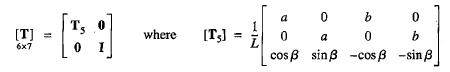 [T] = [T₅ 0 where [T₅] = 1/L [a 0 b 0
6×7 0 I] 0 a 0 b
cosβ sinβ −cosβ −sinβ]